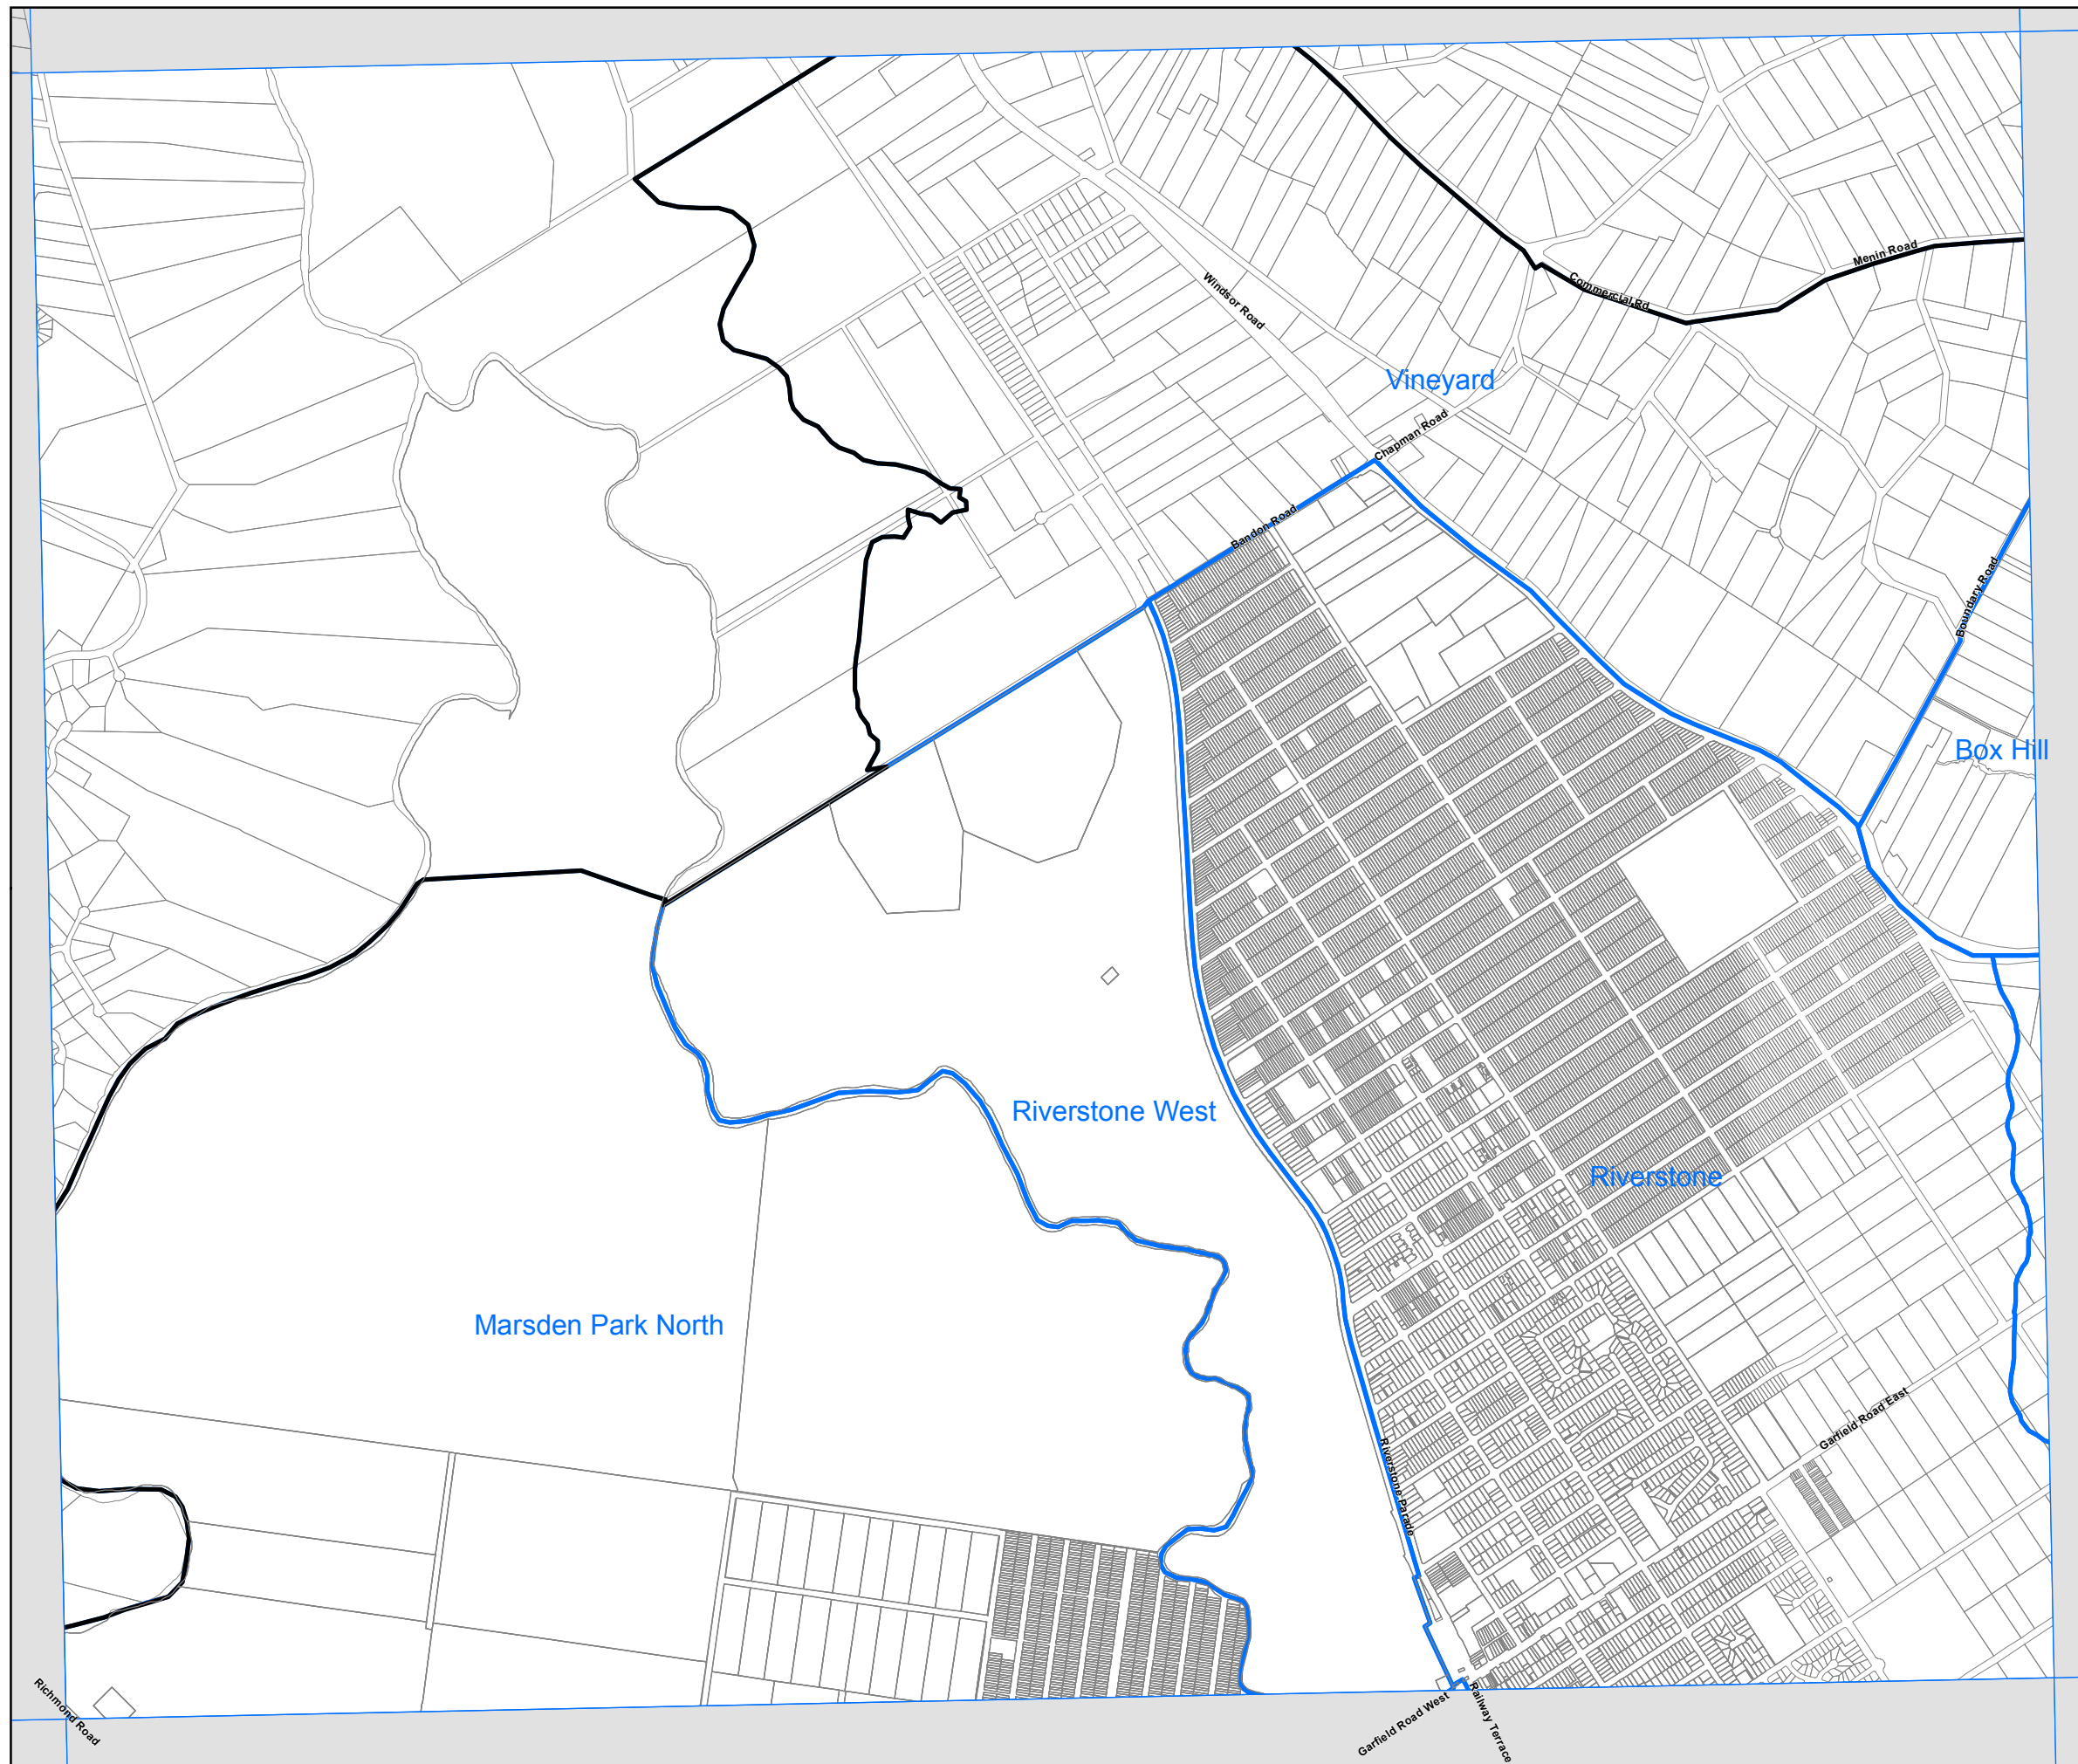 Menin Road
Commercial Rd
Windsor Road
Vineyard
Chapman Road
Bandon Road
Boundary Road
Box Hill
Riverstone West
Riverstone
Marsden Park North
Garfield Road East
Riverstone Parade
Richmond Road
Garfield Road West
Railway Terrace